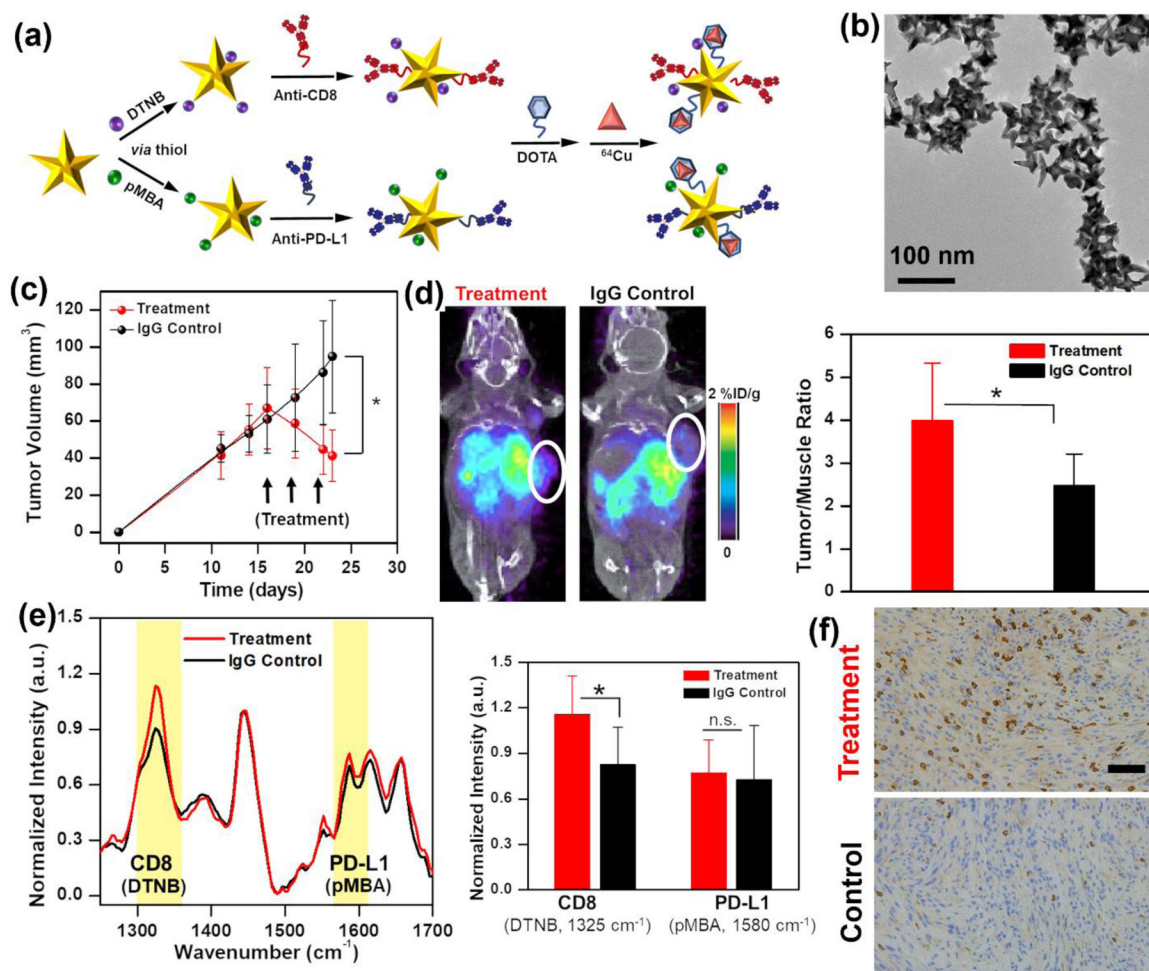 (a)
DTNB
via thiol
pMBA
Anti-CD8
Anti-PD-L1
DOTA
64Cu
(b)
100 nm
(c)
Tumor Volume (mm3)
120
100
80
60
40
20
0
Treatment
IgG Control
*
(Treatment)
0 5 10 15 20 25 30
Time (days)
(d)
Treatment
IgG Control
2 %ID/g
0
Tumor/Muscle Ratio
6
5
4
3
2
1
0
Treatment
IgG Control
*
(e)
Normalized Intensity (a.u.)
1.5
1.2
0.9
0.6
0.3
0.0
Treatment
IgG Control
CD8
(DTNB)
PD-L1
(pMBA)
1300 1400 1500 1600 1700
Wavenumber (cm-1)
Normalized Intensity (a.u.)
1.5
1.2
0.9
0.6
0.3
0.0
Treatment
IgG Control
*
n.s.
CD8
(DTNB, 1325 cm-1)
PD-L1
(pMBA, 1580 cm-1)
(f)
Treatment
Control